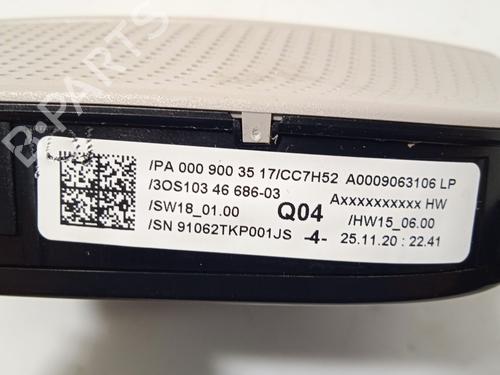 /PA 000 900 35 17/CC7H52 A0009063106 LP
/3OS103 46 686-03 Axxxxxxxxxx HW
/SW18_01.00 Q04 /HW15_06.00
/SN 91062TKP001JS -4- 25.11.20 : 22.41
B-PARTS